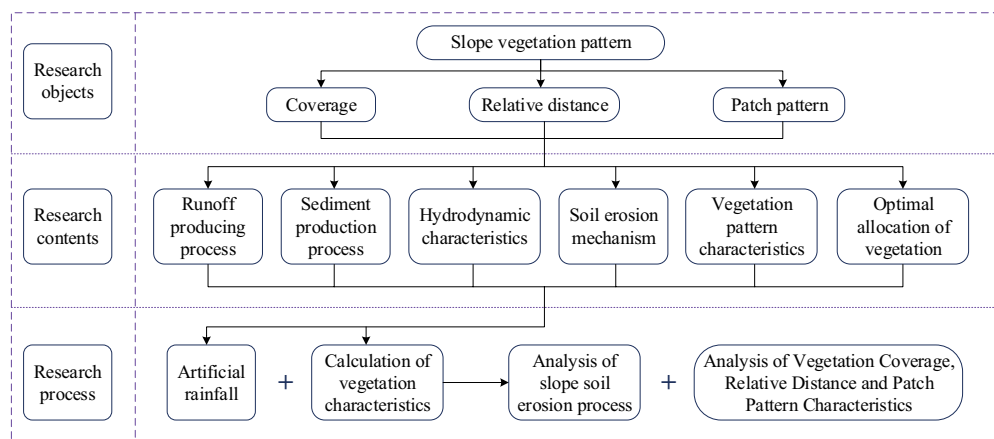 Research
objects
Slope vegetation pattern
Coverage
Relative distance
Patch pattern
Research
contents
Runoff
producing
process
Sediment
production
process
Hydrodynamic
characteristics
Soil erosion
mechanism
Vegetation
pattern
characteristics
Optimal
allocation of
vegetation
Research
process
Artificial
rainfall
+
Calculation of
vegetation
characteristics
Analysis of
slope soil
erosion process
+
Analysis of Vegetation Coverage,
Relative Distance and Patch
Pattern Characteristics